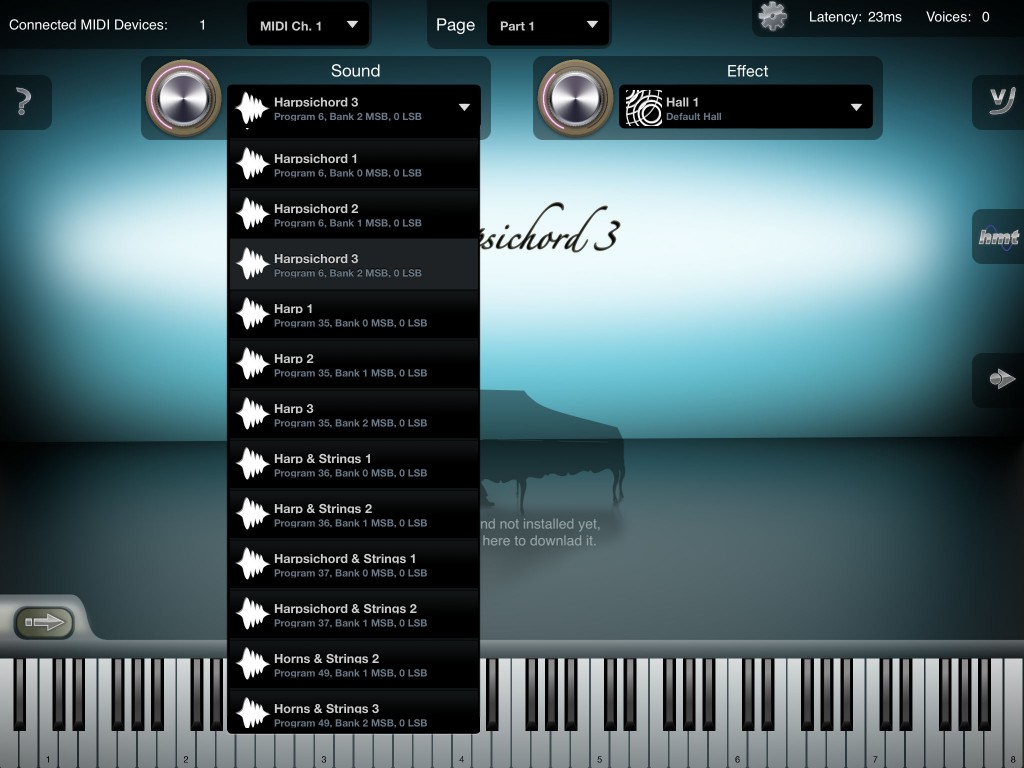 Connected MIDI Devices: 1
MIDI Ch. 1
Page
Part 1
Latency: 23ms
Voices: 0
Sound
Effect
?
Harpsichord 3
Program 6, Bank 2 MSB, 0 LSB
Hall 1
Default Hall
Harpsichord 1
Program 6, Bank 0 MSB, 0 LSB
Harpsichord 2
Program 6, Bank 1 MSB, 0 LSB
psichord 3
hmt
Harpsichord 3
Program 6, Bank 2 MSB, 0 LSB
Harp 1
Program 35, Bank 0 MSB, 0 LSB
Harp 2
Program 35, Bank 1 MSB, 0 LSB
Harp 3
Program 35, Bank 2 MSB, 0 LSB
Harp & Strings 1
Program 36, Bank 0 MSB, 0 LSB
Harp & Strings 2
Program 36, Bank 1 MSB, 0 LSB
nd not installed yet,
here to downlad it.
Harpsichord & Strings 1
Program 37, Bank 0 MSB, 0 LSB
Harpsichord & Strings 2
Program 37, Bank 1 MSB, 0 LSB
Horns & Strings 2
Program 49, Bank 1 MSB, 0 LSB
Horns & Strings 3
Program 49, Bank 2 MSB, 0 LSB
1 2 3 4 5 6 7 8